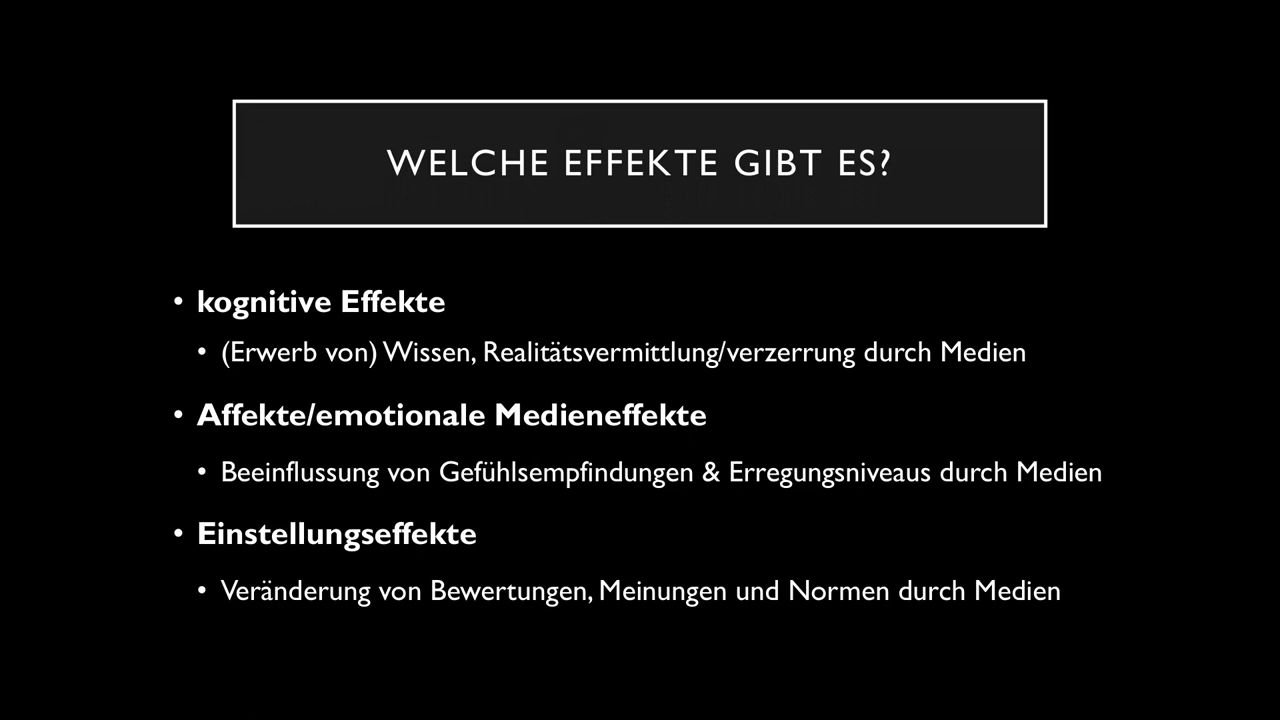 WELCHE EFFEKTE GIBT ES?
• kognitive Effekte
• (Erwerb von) Wissen, Realitätsvermittlung/verzerrung durch Medien
• Affekte/emotionale Medieneffekte
• Beeinflussung von Gefühlsempfindungen & Erregungsniveaus durch Medien
• Einstellungseffekte
• Veränderung von Bewertungen, Meinungen und Normen durch Medien